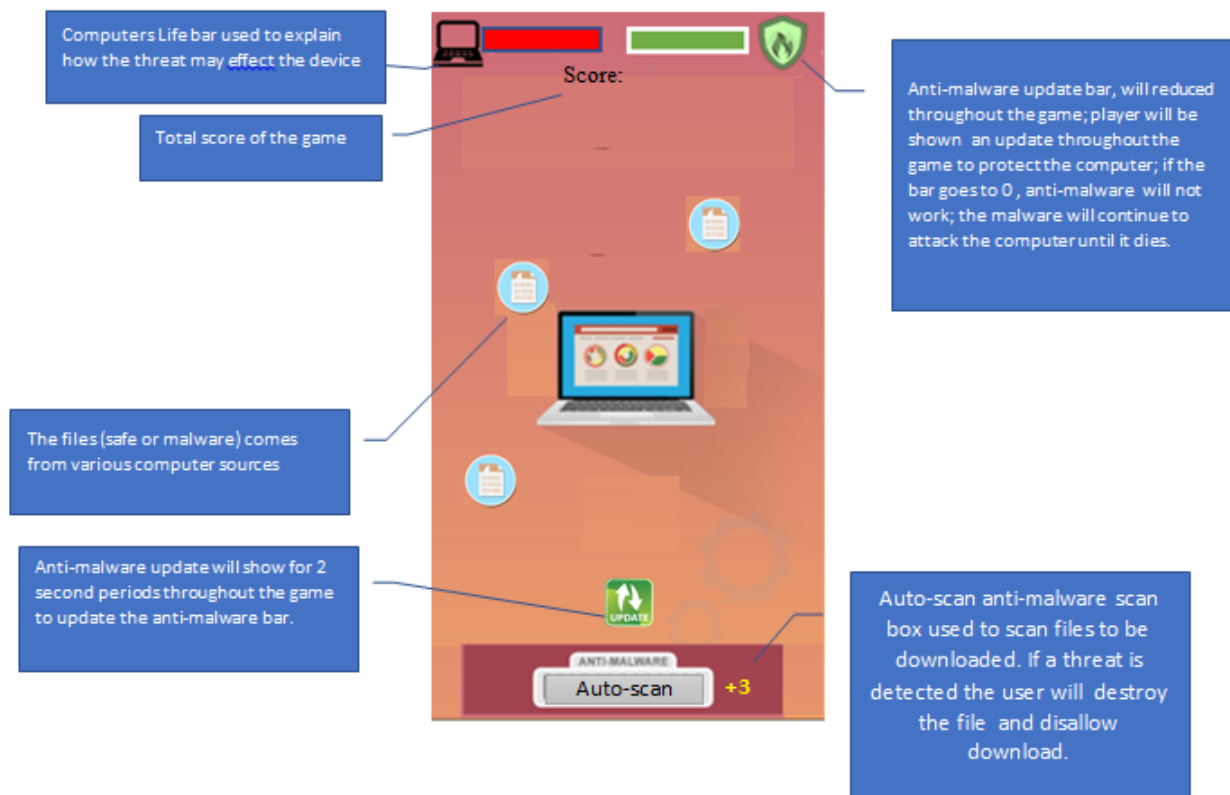 Computers Life bar used to explain
how the threat may effect the device
Total score of the game
Score:
Anti-malware update bar, will reduced
throughout the game; player will be
shown an update throughout the
game to protect the computer; if the
bar goes to 0 , anti-malware will not
work; the malware will continue to
attack the computer until it dies.
The files (safe or malware) comes
from various computer sources
Anti-malware update will show for 2
second periods throughout the game
to update the anti-malware bar.
UPDATE
ANTI-MALWARE
Auto-scan
+3
Auto-scan anti-malware scan
box used to scan files to be
downloaded. If a threat is
detected the user will destroy
the file and disallow
download.